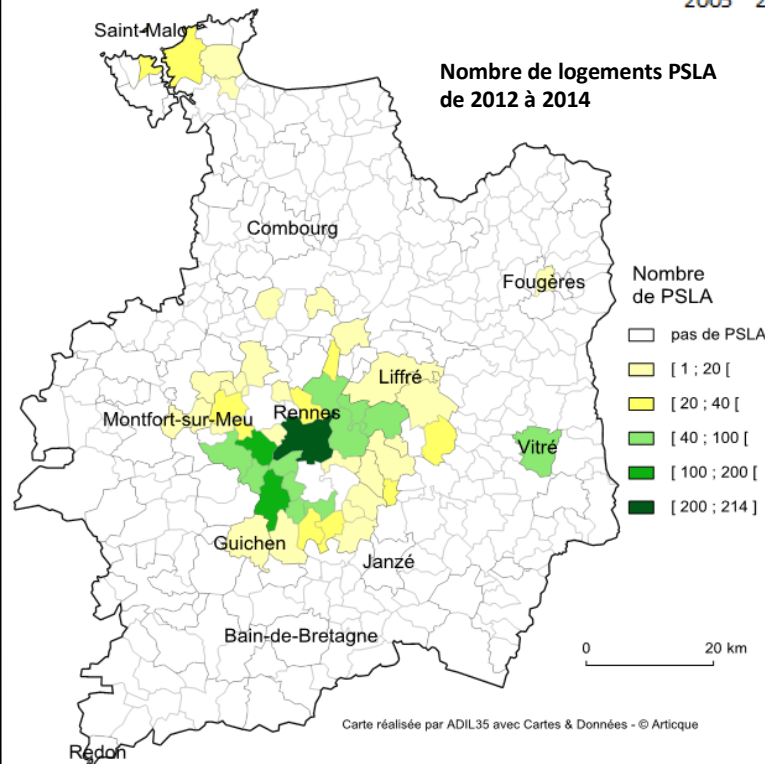 2005 2
Saint-Malo
Nombre de logements PSLA
de 2012 à 2014
Combourg
Fougères
Nombre
de PSLA
pas de PSLA
[ 1 ; 20 [
Liffré
[ 20 ; 40 [
Montfort-sur-Meu
Rennes
[ 40 ; 100 [
Vitré
[ 100 ; 200 [
[ 200 ; 214 ]
Guichen
Janzé
Bain-de-Bretagne
0 20 km
Carte réalisée par ADIL35 avec Cartes & Données - © Articque
Redon